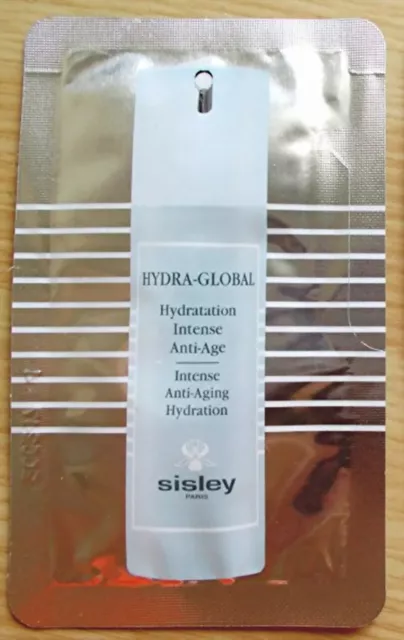 HYDRA-GLOBAL
Hydratation
Intense
Anti-Age
Intense
Anti-Aging
Hydration
sisley
PARIS